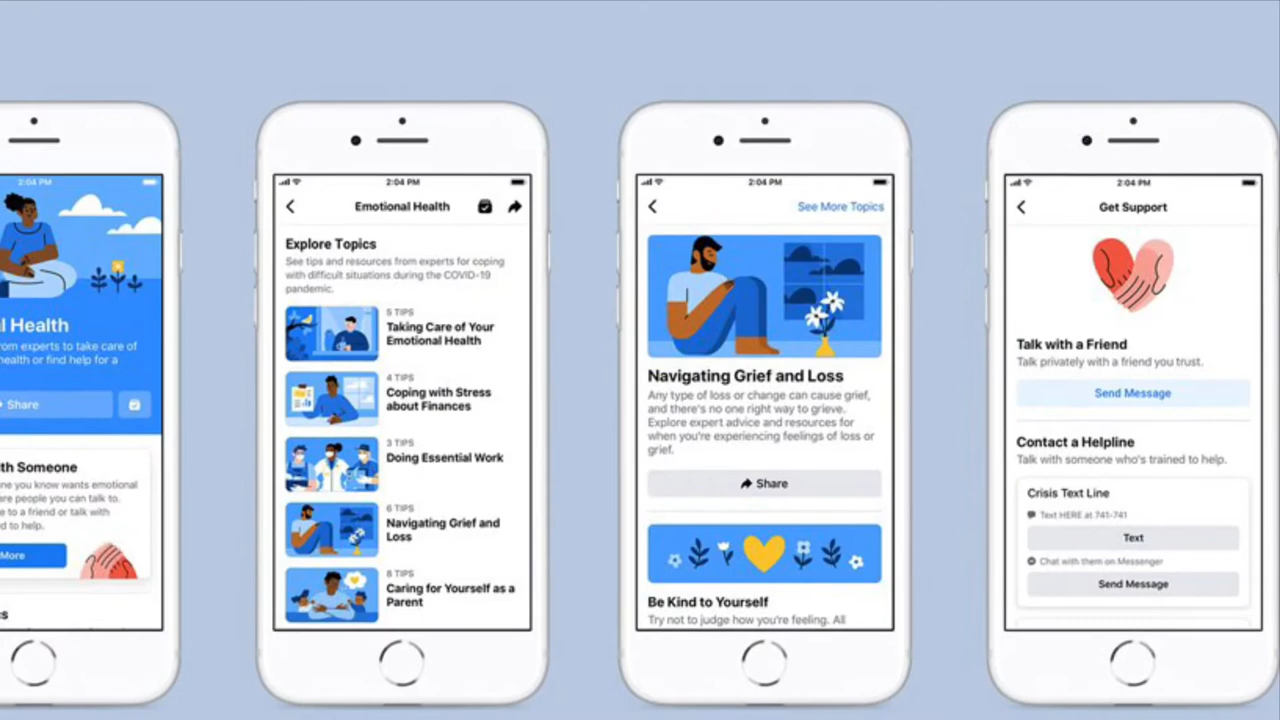 2:04 PM
l Health
rom experts to take care of
health or find help for a
Share
th Someone
ne you know wants emotional
are people you can talk to.
e to a friend or talk with
d to help.
More
s
2:04 PM
Emotional Health
Explore Topics
See tips and resources from experts for coping
with difficult situations during the COVID-19
pandemic.
5 TIPS
Taking Care of Your
Emotional Health
4 TIPS
Coping with Stress
about Finances
3 TIPS
Doing Essential Work
6 TIPS
Navigating Grief and
Loss
8 TIPS
Caring for Yourself as a
Parent
2:04 PM
See More Topics
Navigating Grief and Loss
Any type of loss or change can cause grief,
and there's no one right way to grieve.
Explore expert advice and resources for
when you're experiencing feelings of loss or
grief.
Share
Be Kind to Yourself
Try not to judge how you're feeling. All
2:04 PM
Get Support
Talk with a Friend
Talk privately with a friend you trust.
Send Message
Contact a Helpline
Talk with someone who's trained to help.
Crisis Text Line
Text HERE at 741-741
Text
Chat with them on Messenger
Send Message